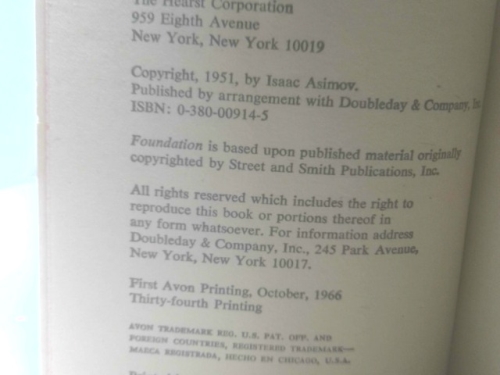 The Hearst Corporation
959 Eighth Avenue
New York, New York 10019
Copyright, 1951, by Isaac Asimov.
Published by arrangement with Doubleday & Company, In
ISBN: 0-380-00914-5
Foundation is based upon published material originally
copyrighted by Street and Smith Publications, Inc.
All rights reserved which includes the right to
reproduce this book or portions thereof in
any form whatsoever. For information address
Doubleday & Company, Inc., 245 Park Avenue,
New York, New York 10017.
First Avon Printing, October, 1966
Thirty-fourth Printing
AVON TRADEMARK REG. U.S. PAT. OFF. AND
FOREIGN COUNTRIES, REGISTERED TRADEMARK—
MARCA REGISTRADA, HECHO EN CHICAGO, U.S.A.